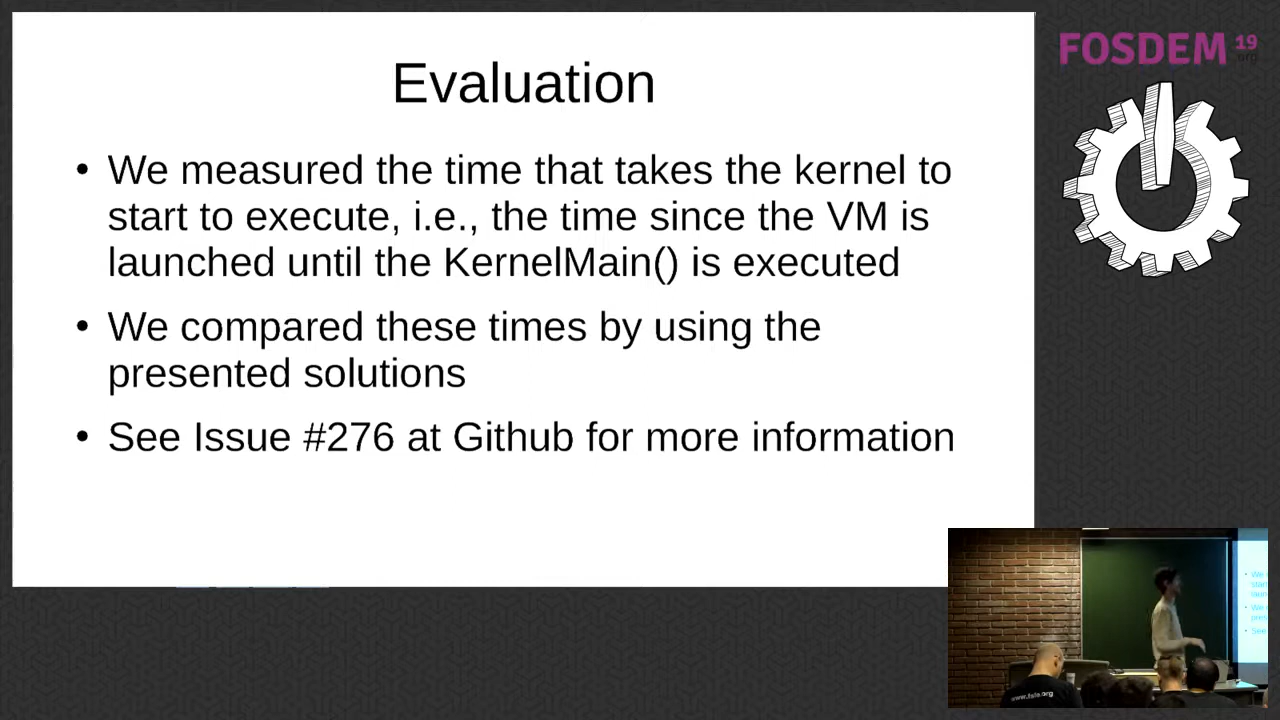 Evaluation
• We measured the time that takes the kernel to
start to execute, i.e., the time since the VM is
launched until the KernelMain() is executed
• We compared these times by using the
presented solutions
• See Issue #276 at Github for more information
FOSDEM 19
.org